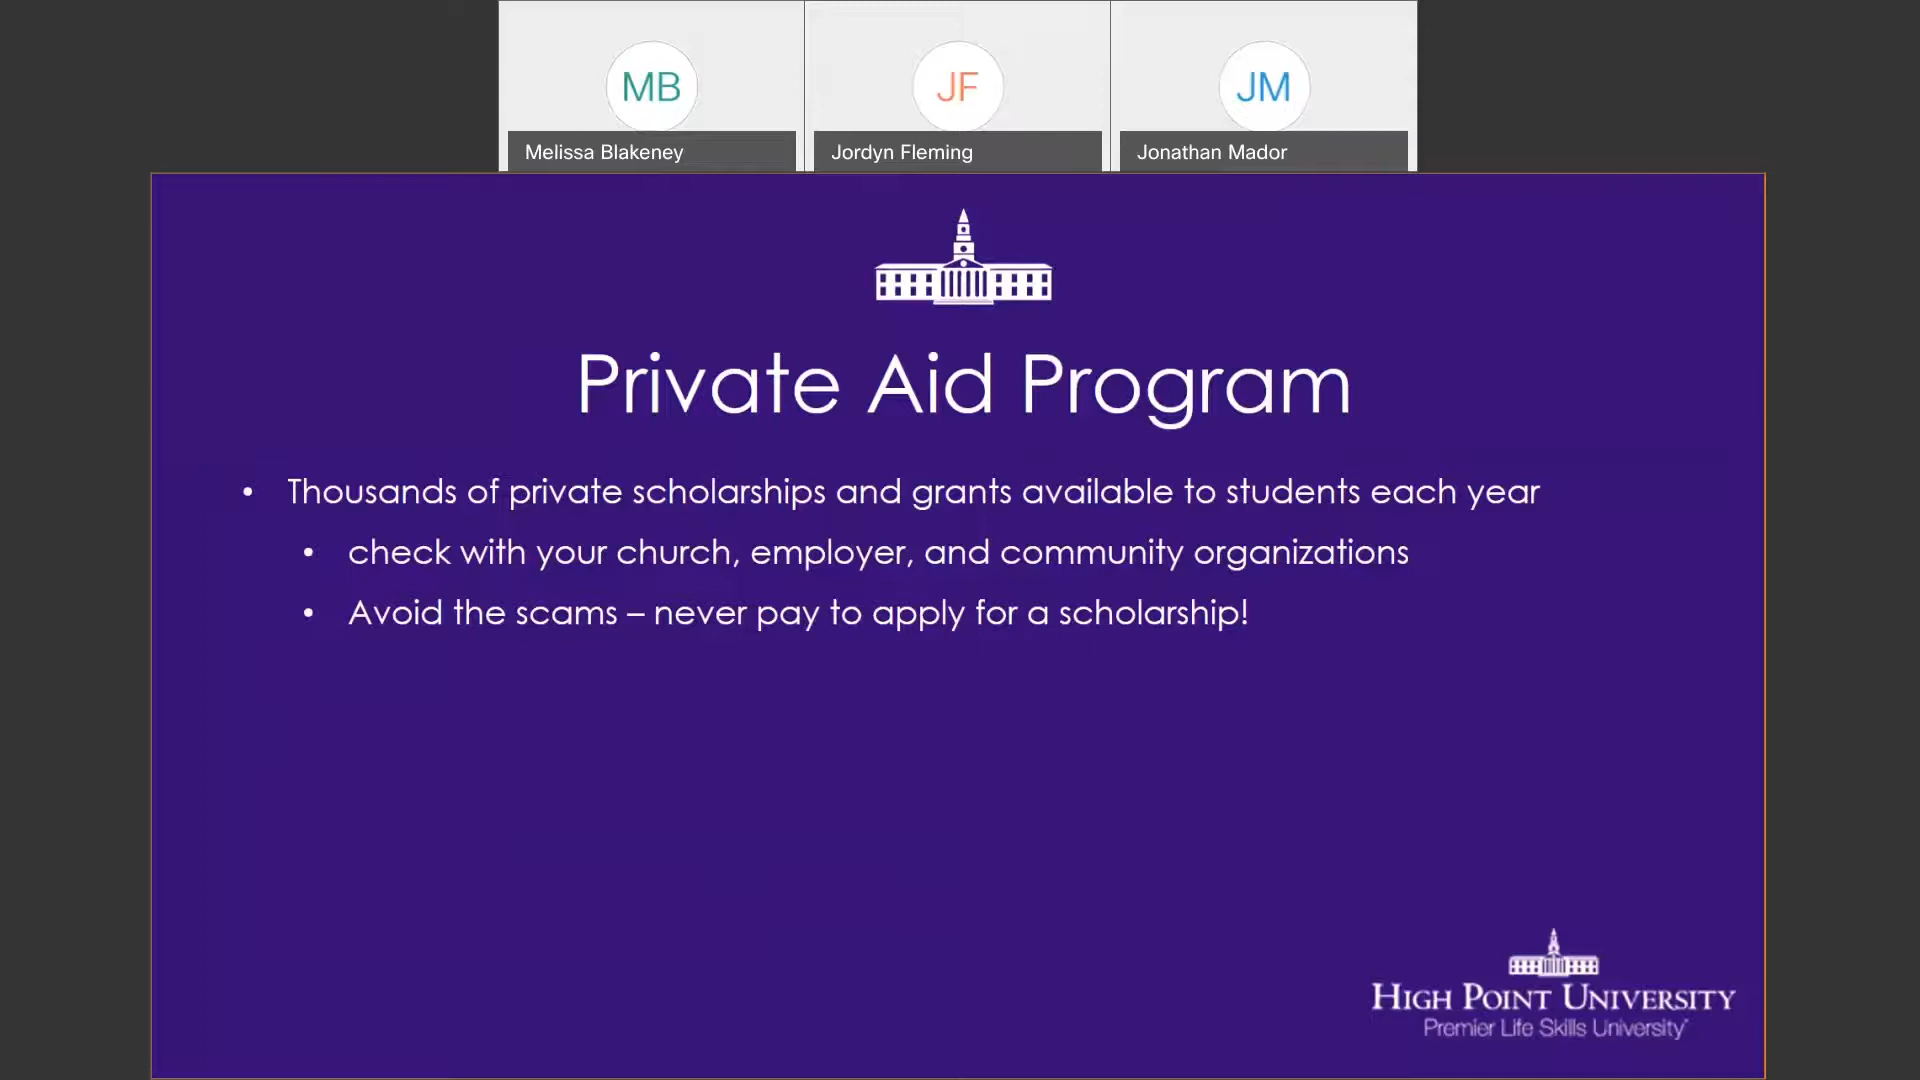 MB
JF
JM
Melissa Blakeney
Jordyn Fleming
Jonathan Mador
Private Aid Program
• Thousands of private scholarships and grants available to students each year
• check with your church, employer, and community organizations
• Avoid the scams – never pay to apply for a scholarship!
HIGH POINT UNIVERSITY
Premier Life Skills University™